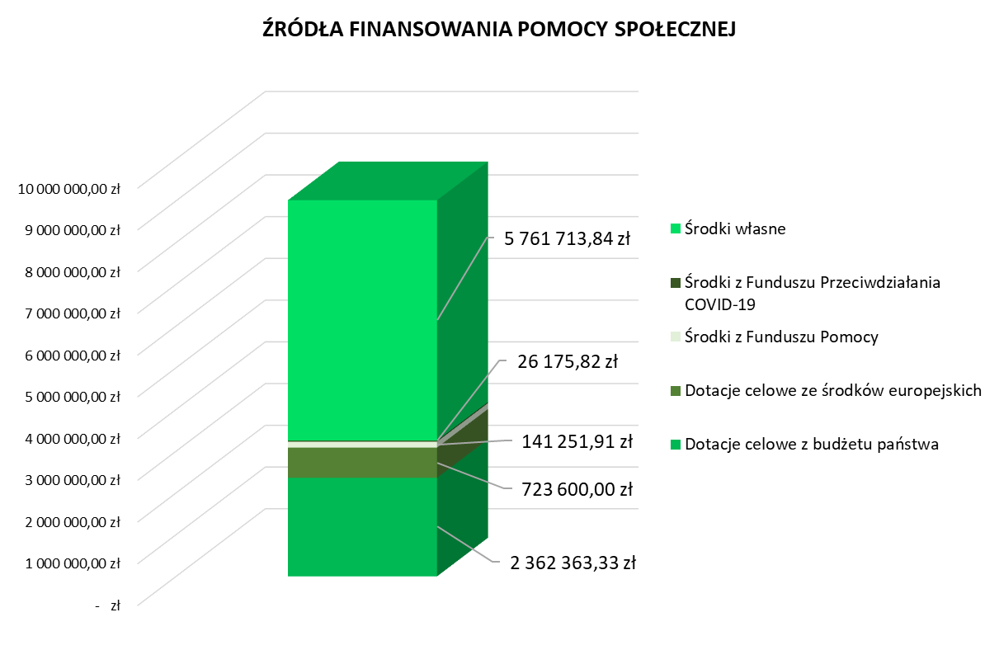 ŹRÓDŁA FINANSOWANIA POMOCY SPOŁECZNEJ
10 000 000,00 zł
9 000 000,00 zł
8 000 000,00 zł
7 000 000,00 zł
6 000 000,00 zł
5 000 000,00 zł
4 000 000,00 zł
3 000 000,00 zł
2 000 000,00 zł
1 000 000,00 zł
- zł
5 761 713,84 zł
26 175,82 zł
141 251,91 zł
723 600,00 zł
2 362 363,33 zł
Środki własne
Środki z Funduszu Przeciwdziałania
COVID-19
Środki z Funduszu Pomocy
Dotacje celowe ze środków europejskich
Dotacje celowe z budżetu państwa